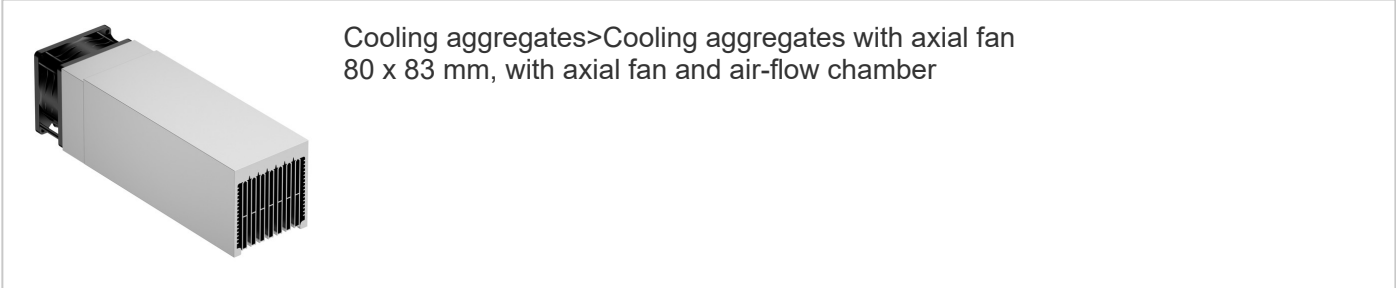 Cooling aggregates>Cooling aggregates with axial fan
80 x 83 mm, with axial fan and air-flow chamber